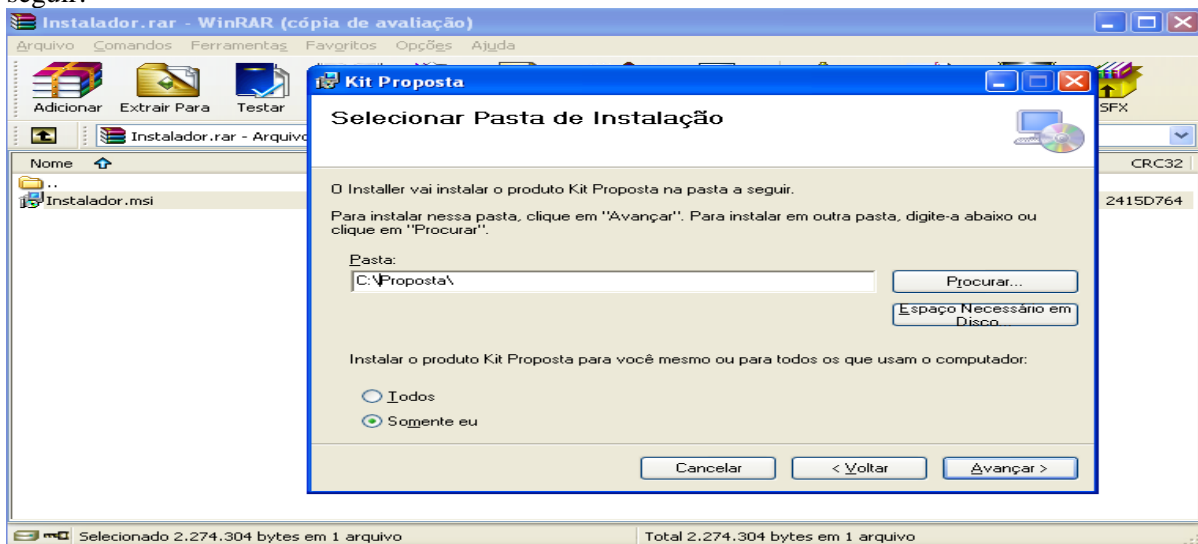 seguir:
Instalador.rar - WinRAR (cópia de avaliação)
Arquivo Comandos Ferramentas Favoritos Opções Ajuda
Adicionar Extrair Para Testar SFX
Instalador.rar - Arquivo
Nome CRC32
..
Instalador.msi 2415D764
Kit Proposta
Selecionar Pasta de Instalação
O Installer vai instalar o produto Kit Proposta na pasta a seguir.
Para instalar nessa pasta, clique em "Avançar". Para instalar em outra pasta, digite-a abaixo ou
clique em "Procurar".
Pasta:
C:\Proposta\
Procurar...
Espaço Necessário em
Disco...
Instalar o produto Kit Proposta para você mesmo ou para todos os que usam o computador:
Todos
Somente eu
Cancelar < Voltar Avançar >
Selecionado 2.274.304 bytes em 1 arquivo Total 2.274.304 bytes em 1 arquivo